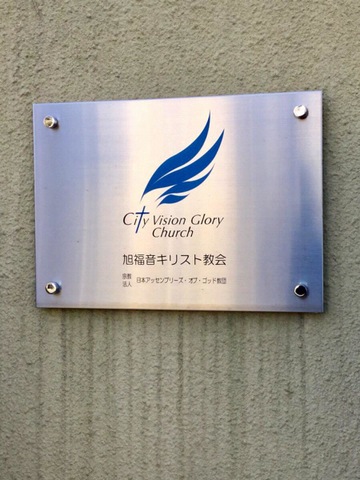 City Vision Glory
Church
旭福音キリスト教会
宗教法人 日本アッセンブリーズ・オブ・ゴッド教団